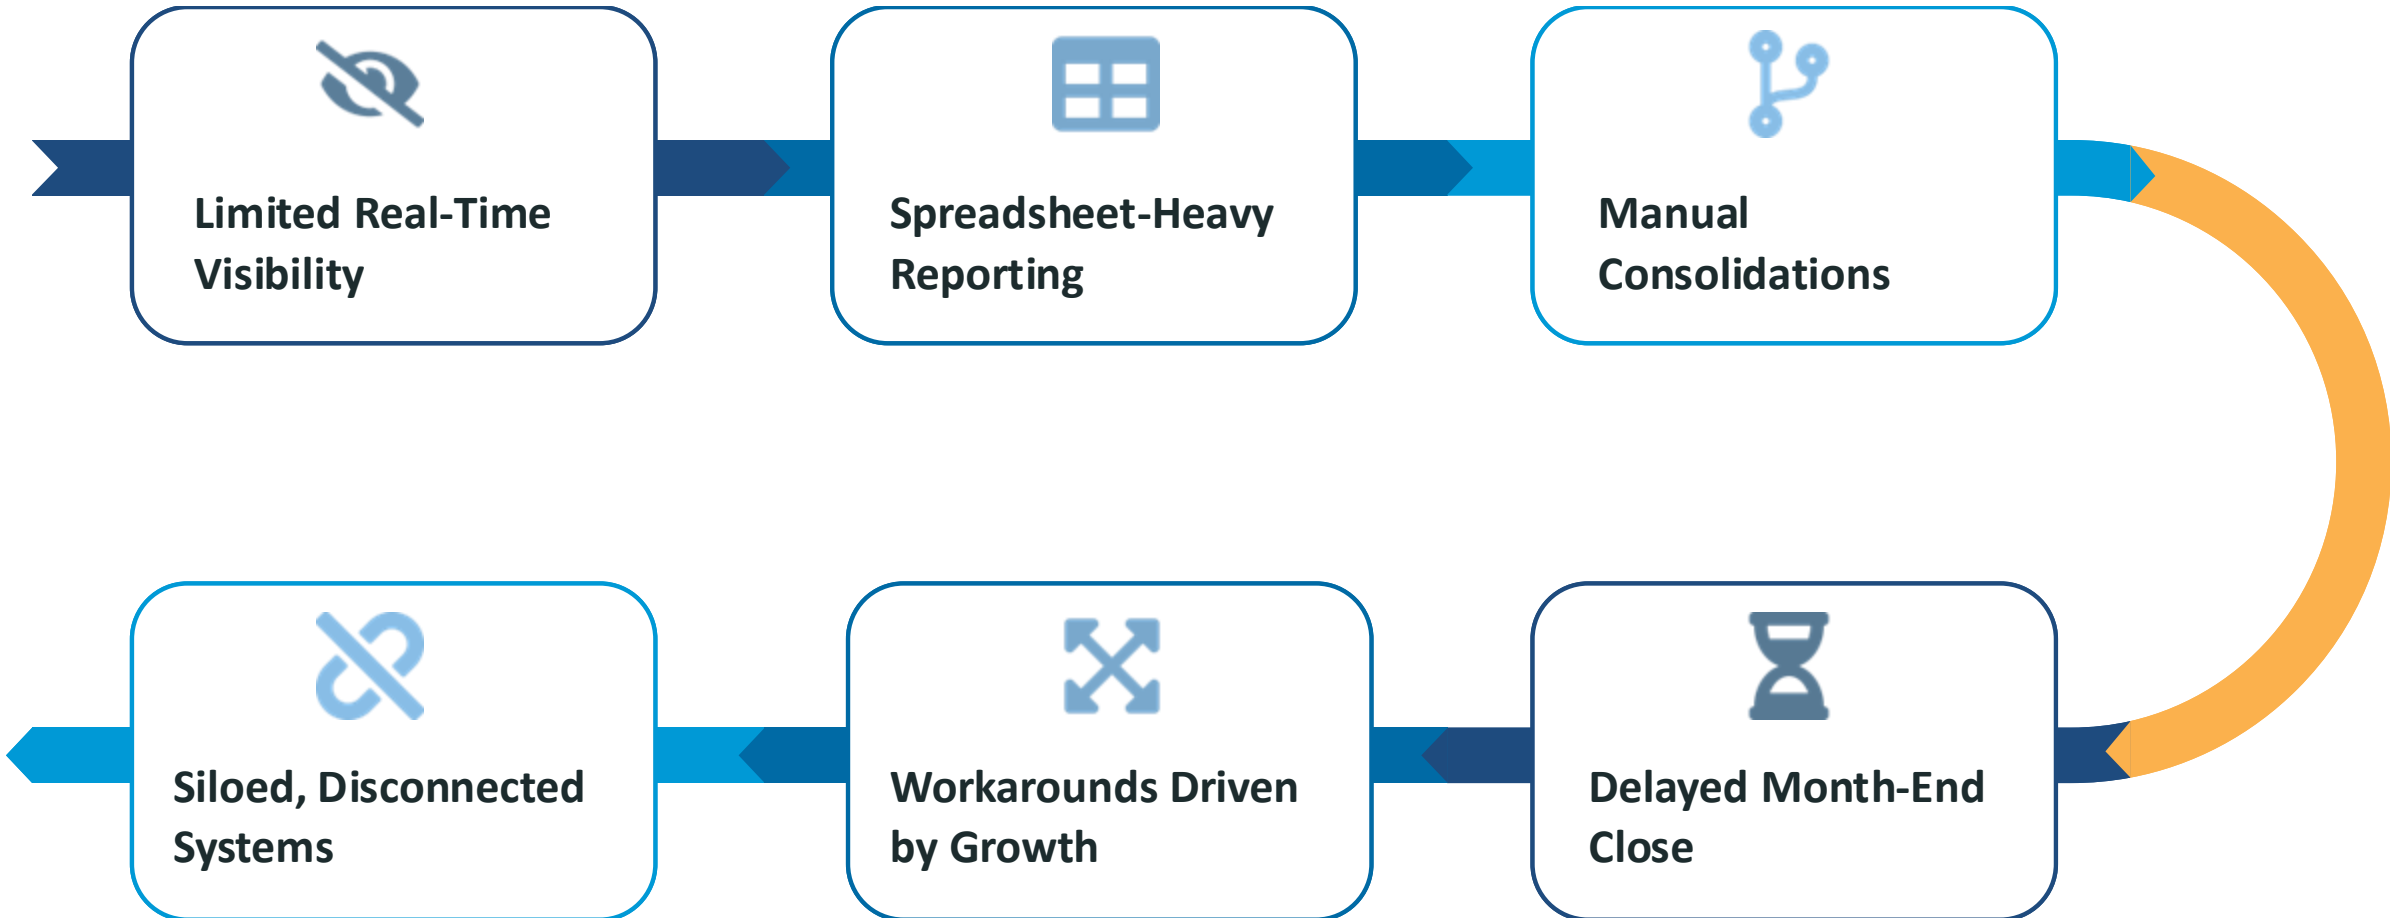 Limited Real-Time
Visibility
Spreadsheet-Heavy
Reporting
Manual
Consolidations
Delayed Month-End
Close
Workarounds Driven
by Growth
Siloed, Disconnected
Systems